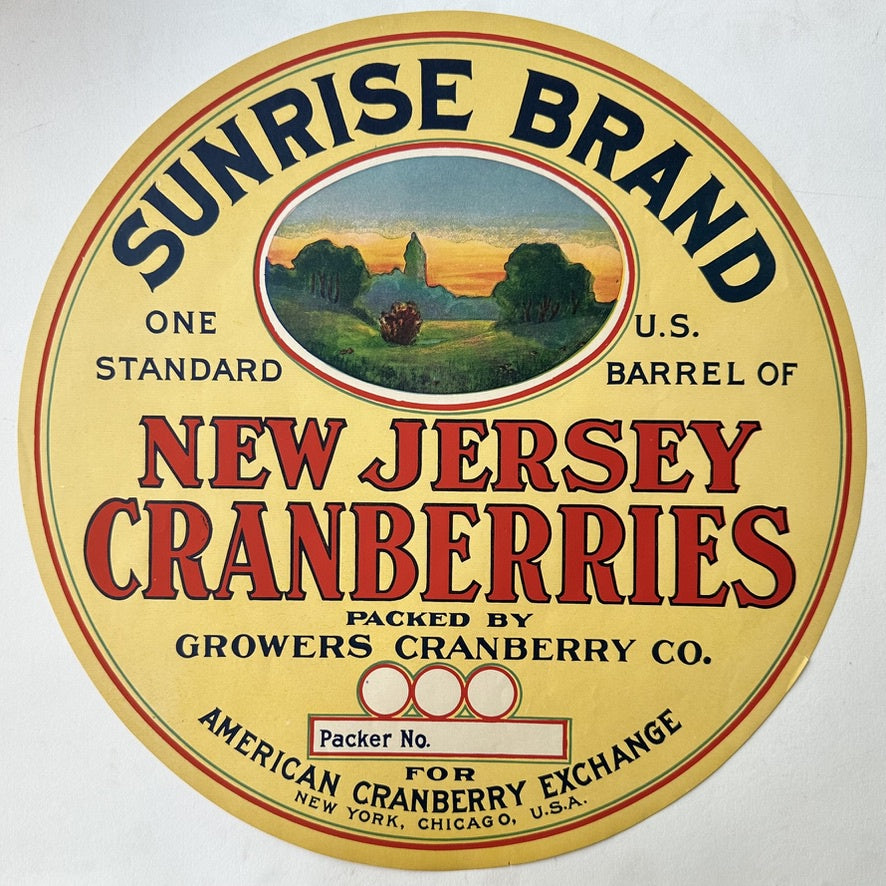 SUNRISE BRAND
ONE
STANDARD
U.S.
BARREL OF
NEW JERSEY
CRANBERRIES
PACKED BY
GROWERS CRANBERRY CO.
Packer No.
FOR
AMERICAN CRANBERRY EXCHANGE
NEW YORK, CHICAGO, U.S.A.